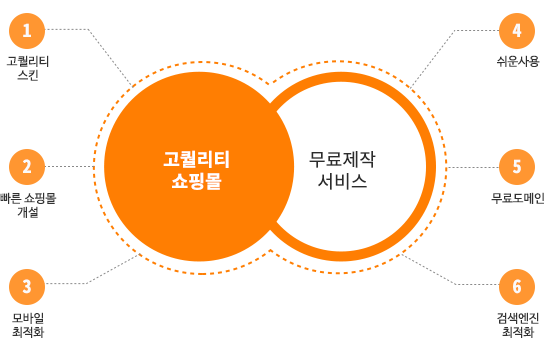 1
고퀄리티
스킨
2
빠른 쇼핑몰
개설
3
모바일
최적화
고퀄리티
쇼핑몰
무료제작
서비스
4
쉬운사용
5
무료도메인
6
검색엔진
최적화